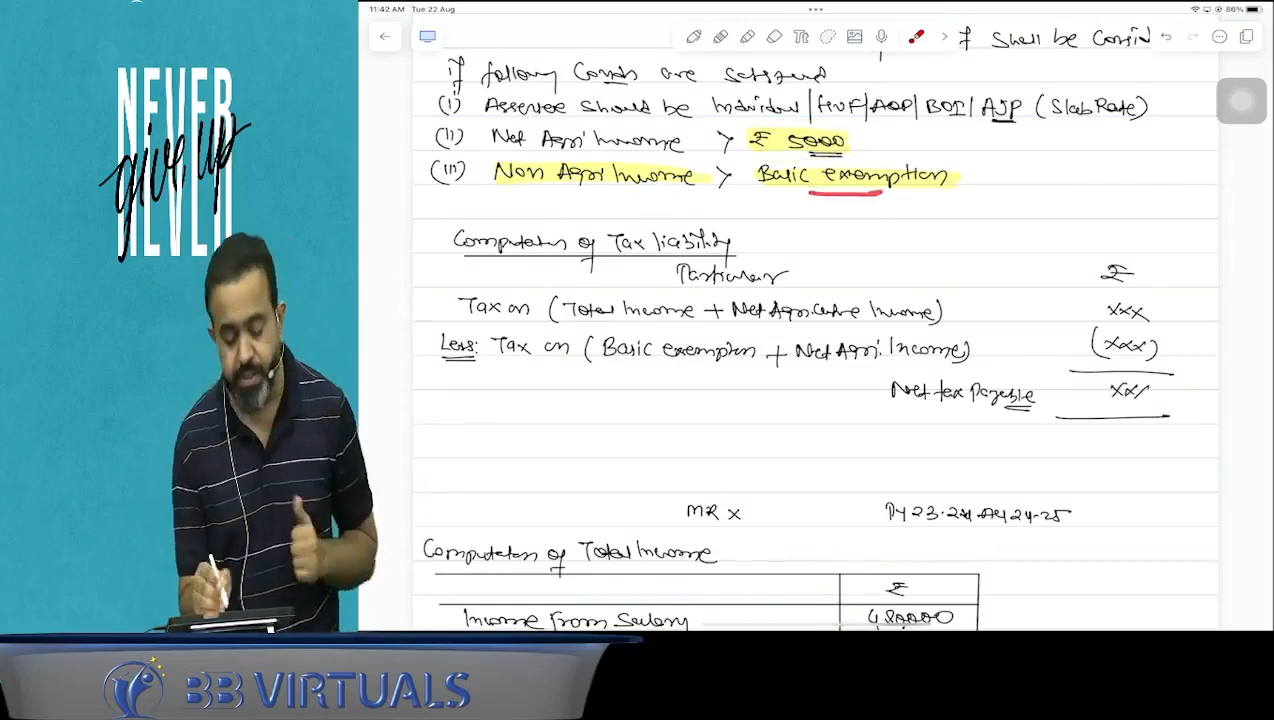 11:42 AM Tue 22 Aug
86%
NEVER
give up
NEVER
If shall be Consid
if following Conds are satisfied
(i) Assessee should be Individual | HUF | AOP | BOI | AJP (Slab Rate)
(ii) Net Agri Income > ₹ 5000
(iii) Non Agri Income > Basic exemption
Computation of Tax liability
Particulars ₹
Tax on (Total Income + Net Agriculture Income) xxx
Less: Tax on (Basic exemption + Net Agri. Income) (xxx)
Net tax payable xxx
MR X PY 23-24 AY 24-25
Computation of Total Income
₹
Income from Salary 480000
BB VIRTUALS